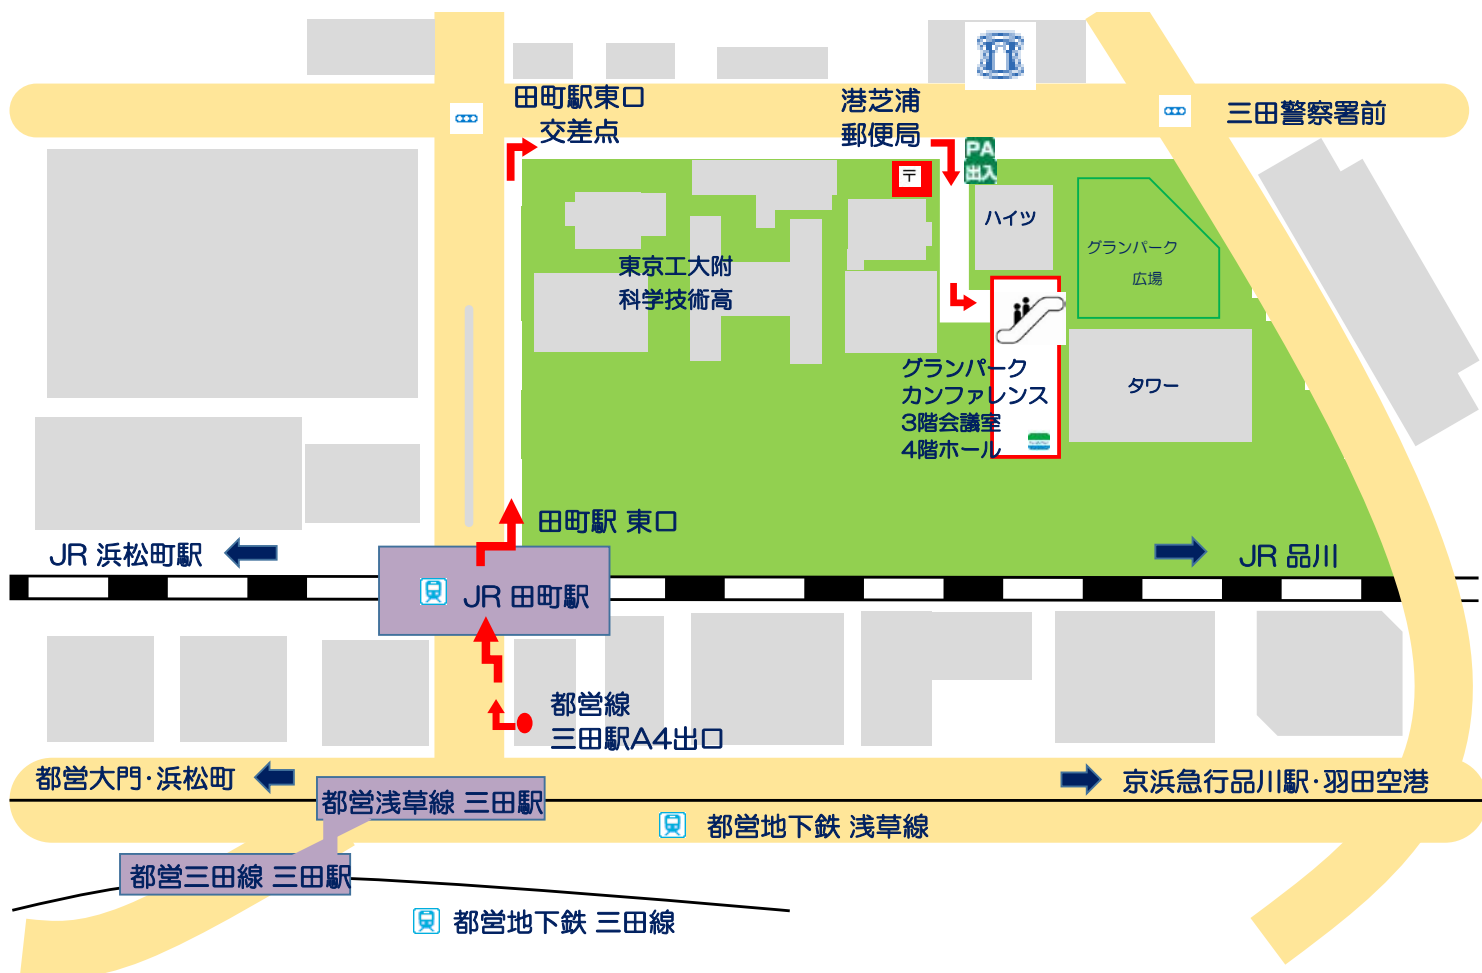 田町駅東口
交差点
港芝浦
郵便局
三田警察署前
PA
出入
〒
ハイツ
グランパーク
広場
東京工大附
科学技術高
グランパーク
カンファレンス
3階会議室
4階ホール
タワー
田町駅 東口
JR 浜松町駅
JR 品川
JR 田町駅
都営線
三田駅A4出口
都営大門・浜松町
京浜急行品川駅・羽田空港
都営浅草線 三田駅
都営地下鉄 浅草線
都営三田線 三田駅
都営地下鉄 三田線